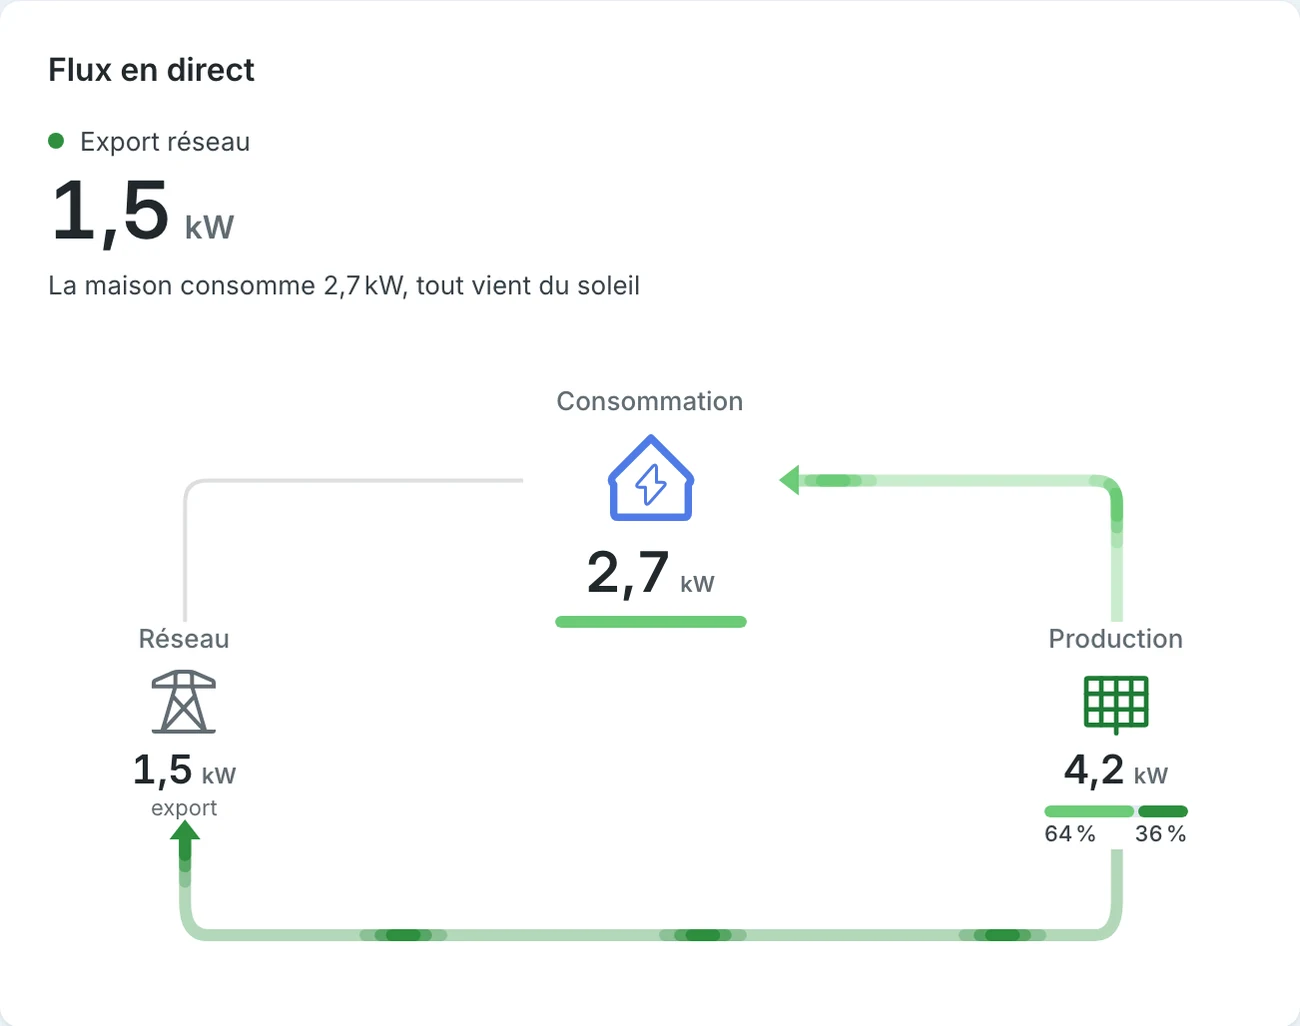 Flux en direct
Export réseau
1,5 kW
La maison consomme 2,7 kW, tout vient du soleil
Consommation
2,7 kW
Réseau
1,5 kW
export
Production
4,2 kW
64 % 36 %